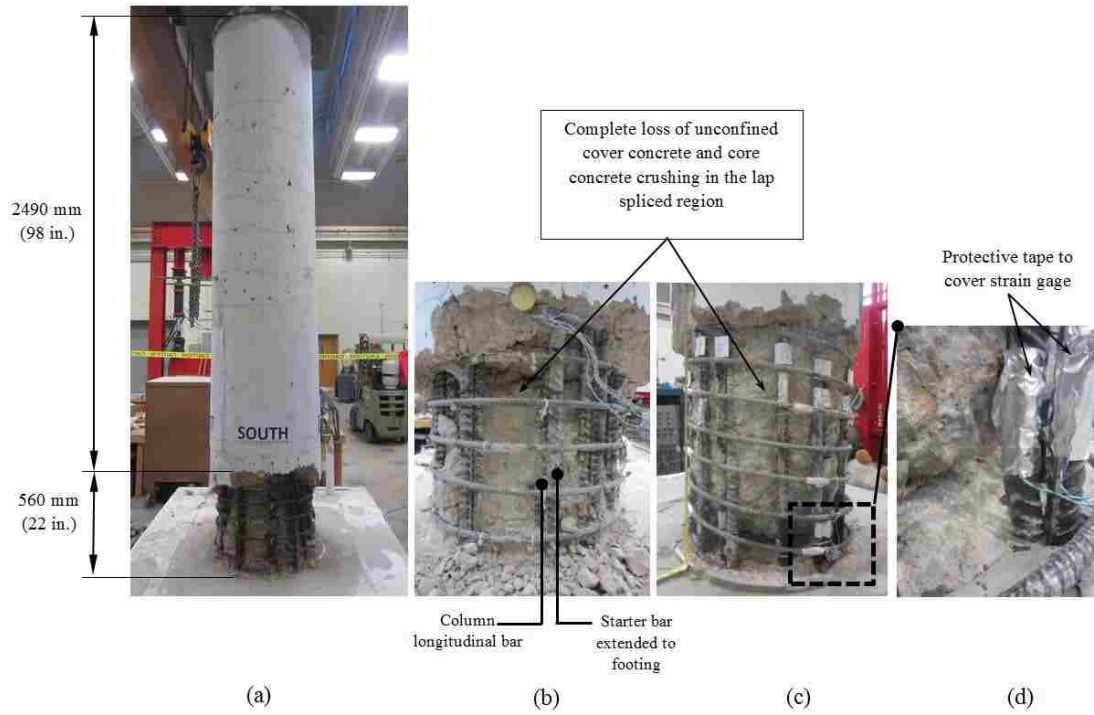 Complete loss of unconfined
cover concrete and core
concrete crushing in the lap
spliced region
2490 mm
(98 in.)
Protective tape to
cover strain gage
SOUTH
560 mm
(22 in.)
Column
longitudinal bar
Starter bar
extended to
footing
(a)
(b)
(c)
(d)